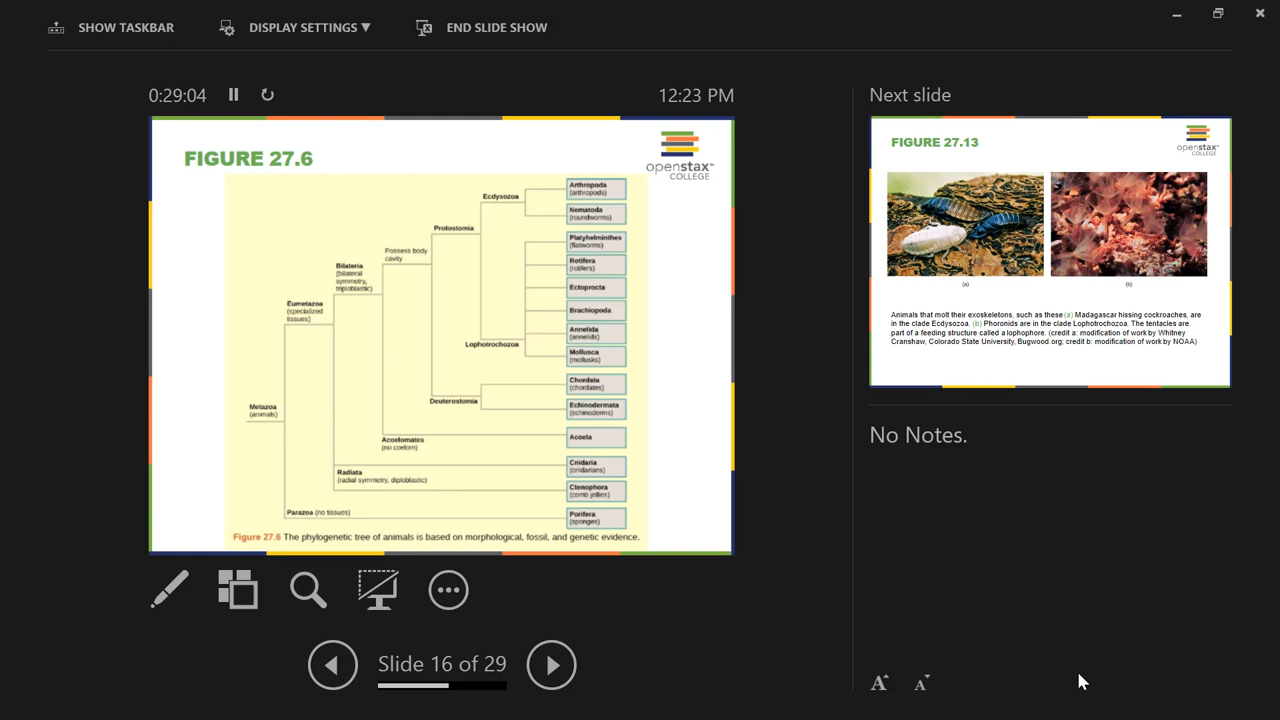 SHOW TASKBAR
DISPLAY SETTINGS ▼
END SLIDE SHOW
0:29:04
12:23 PM
FIGURE 27.6
openstax™
COLLEGE
Arthropoda
(arthropods)
Ecdysozoa
Nematoda
(roundworms)
Protostomia
Platyhelminthes
(flatworms)
Possess body
cavity
Rotifera
(rotifers)
Bilateria
(bilateral
symmetry,
triploblastic)
Ectoprocta
Eumetazoa
(specialized
tissues)
Brachiopoda
Annelida
(annelids)
Lophotrochozoa
Mollusca
(mollusks)
Chordata
(chordates)
Deuterostomia
Echinodermata
(echinoderms)
Metazoa
(animals)
Acoelomates
(no coelom)
Acoela
Cnidaria
(cnidarians)
Radiata
(radial symmetry, diploblastic)
Ctenophora
(comb jellies)
Parazoa (no tissues)
Porifera
(sponges)
Figure 27.6 The phylogenetic tree of animals is based on morphological, fossil, and genetic evidence.
Slide 16 of 29
Next slide
FIGURE 27.13
openstax™
COLLEGE
(a)
(b)
Animals that molt their exoskeletons, such as these (a) Madagascar hissing cockroaches, are
in the clade Ecdysozoa. (b) Phoronids are in the clade Lophotrochozoa. The tentacles are
part of a feeding structure called a lophophore. (credit a: modification of work by Whitney
Cranshaw, Colorado State University, Bugwood.org; credit b: modification of work by NOAA)
No Notes.
A A